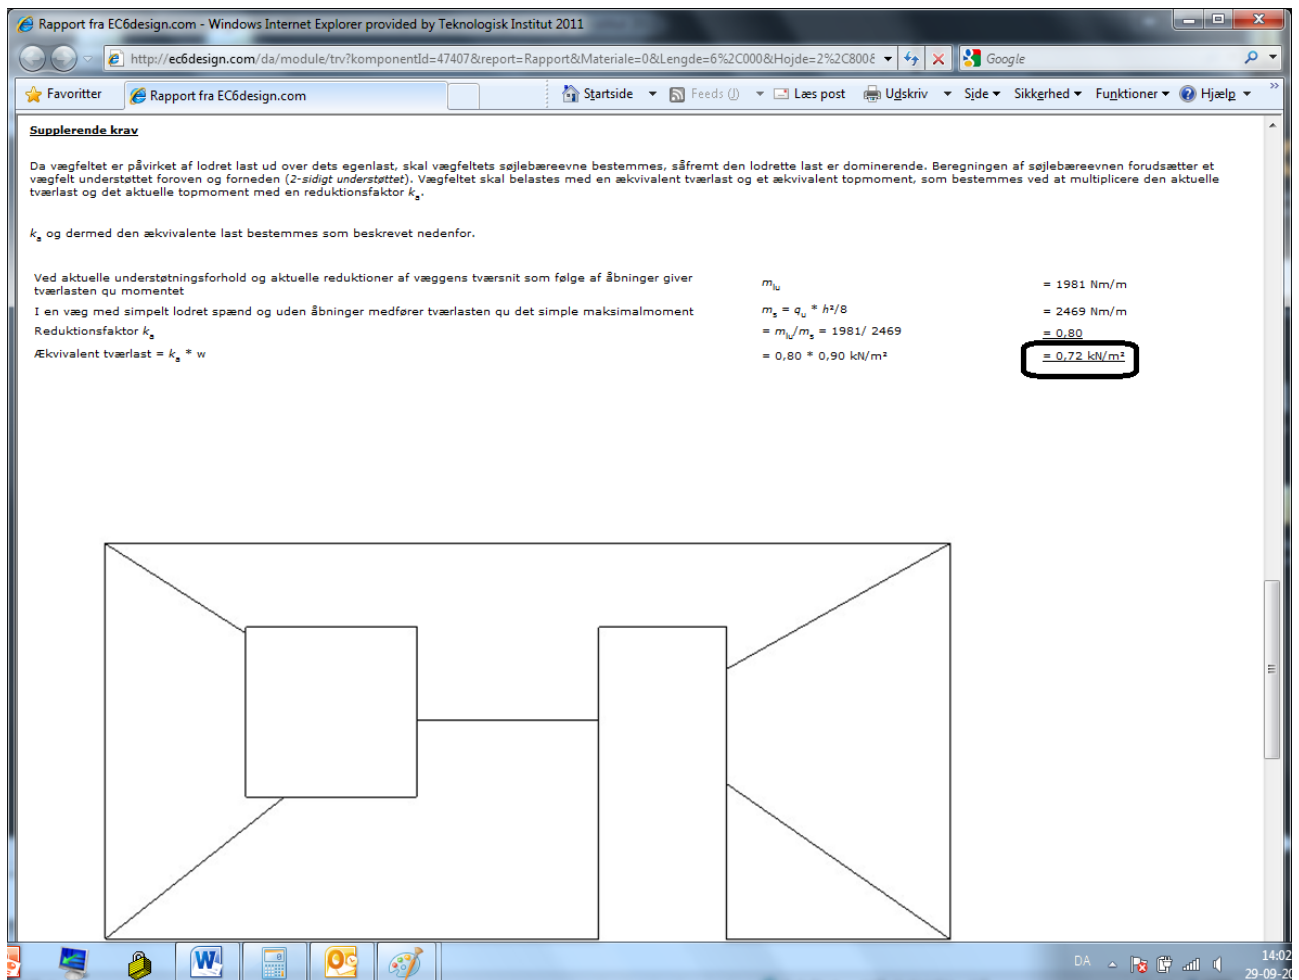 Rapport fra EC6design.com - Windows Internet Explorer provided by Teknologisk Institut 2011
http://ec6design.com/da/module/trv?komponentId=47407&report=Rapport&Materiale=0&Lengde=6%2C000&Hojde=2%2C800&
Google
Favoritter
Rapport fra EC6design.com
Startside
Feeds (J)
Læs post
Udskriv
Side
Sikkerhed
Funktioner
Hjælp
»
Supplerende krav
Da vægfeltet er påvirket af lodret last ud over dets egenlast, skal vægfeltets søjlebæreevne bestemmes, såfremt den lodrette last er dominerende. Beregningen af søjlebæreevnen forudsætter et
vægfelt understøttet foroven og forneden (2-sidigt understøttet). Vægfeltet skal belastes med en ækvivalent tværlast og et ækvivalent topmoment, som bestemmes ved at multiplicere den aktuelle
tværlast og det aktuelle topmoment med en reduktionsfaktor kₐ.
kₐ og dermed den ækvivalente last bestemmes som beskrevet nedenfor.
Ved aktuelle understøtningsforhold og aktuelle reduktioner af væggens tværsnit som følge af åbninger giver
tværlasten qu momentet
m_lu = 1981 Nm/m
I en væg med simpelt lodret spænd og uden åbninger medfører tværlasten qu det simple maksimalmoment m_s = q_u * h²/8 = 2469 Nm/m
Reduktionsfaktor kₐ = m_lu/m_s = 1981/ 2469 = 0,80
Ækvivalent tværlast = kₐ * w = 0,80 * 0,90 kN/m² = 0,72 kN/m²
DA
14:02
29-09-20